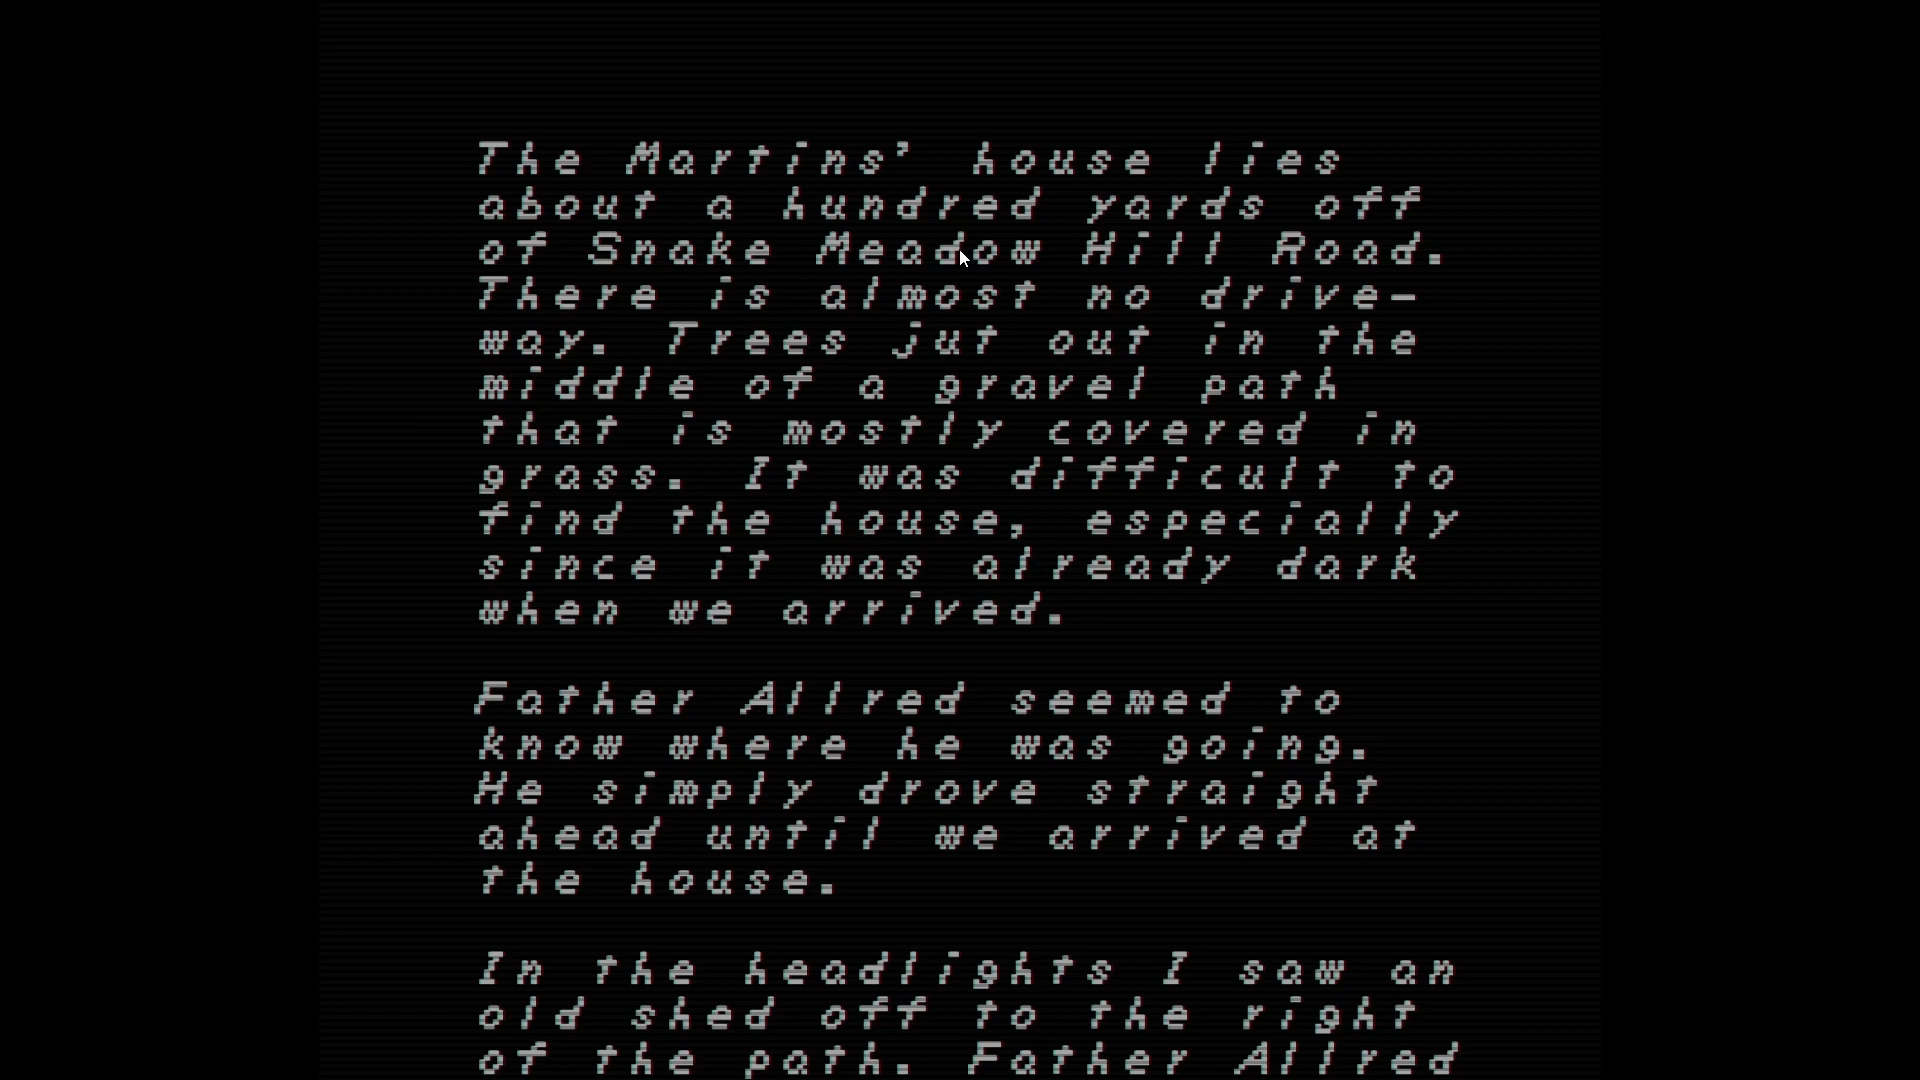 The Martins' house lies
about a hundred yards off
of Snake Meadow Hill Road.
There is almost no drive-
way. Trees jut out in the
middle of a gravel path
that is mostly covered in
grass. It was difficult to
find the house, especially
since it was already dark
when we arrived.
Father Allred seemed to
know where he was going.
He simply drove straight
ahead until we arrived at
the house.
In the headlights I saw an
old shed off to the right
of the path. Father Allred